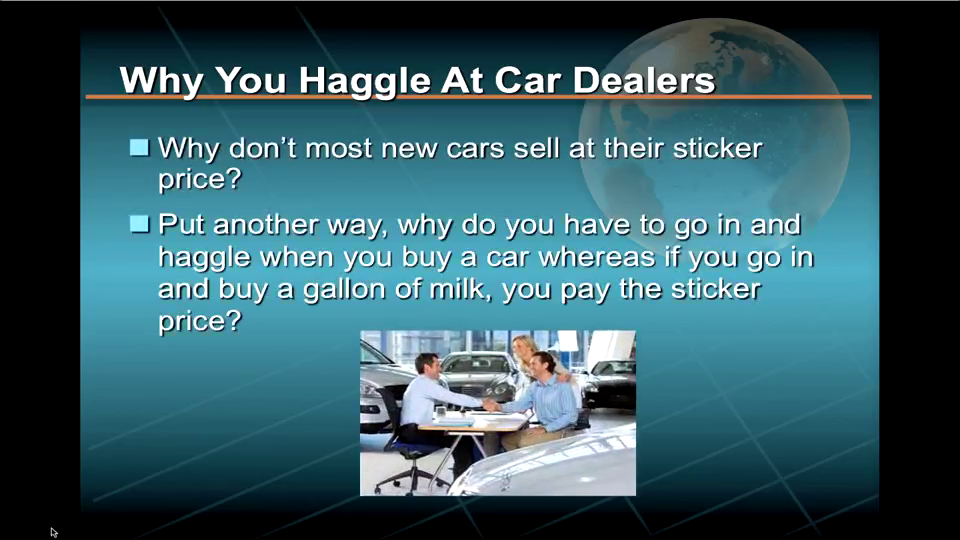 Why You Haggle At Car Dealers
Why don't most new cars sell at their sticker
price?
Put another way, why do you have to go in and
haggle when you buy a car whereas if you go in
and buy a gallon of milk, you pay the sticker
price?